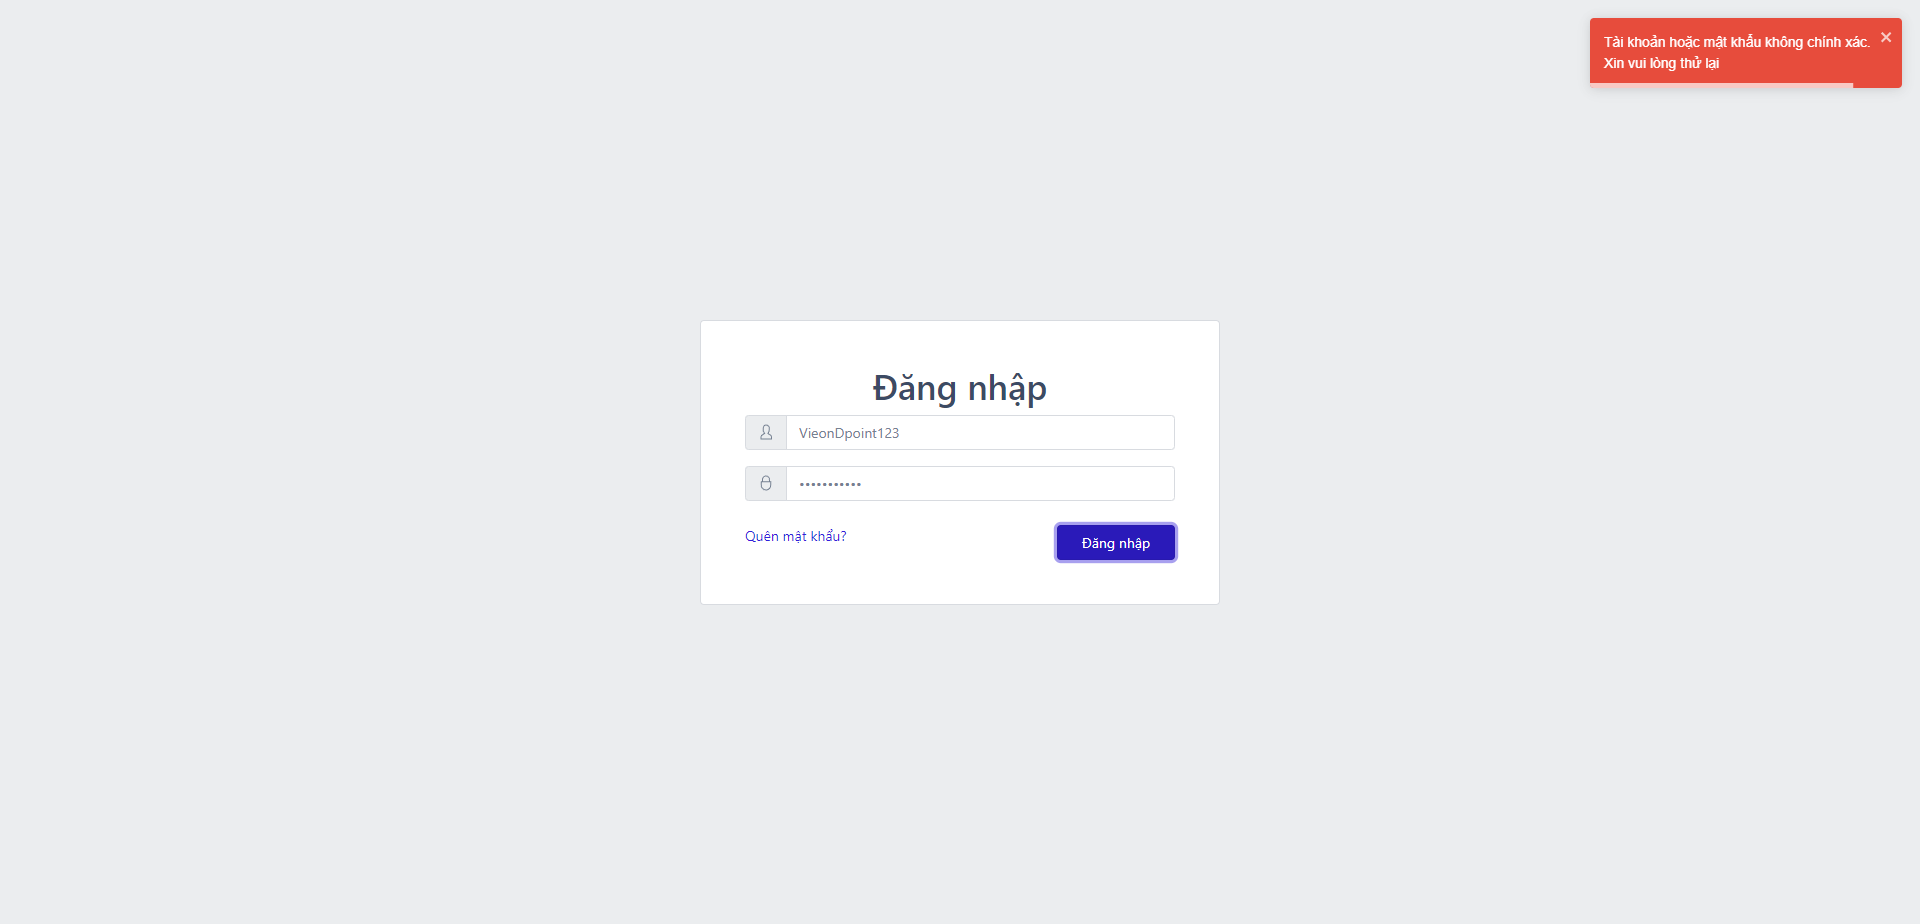 Tài khoản hoặc mật khẩu không chính xác.
Xin vui lòng thử lại
Đăng nhập
VieonDpoint123
•••••••••••
Quên mật khẩu?
Đăng nhập